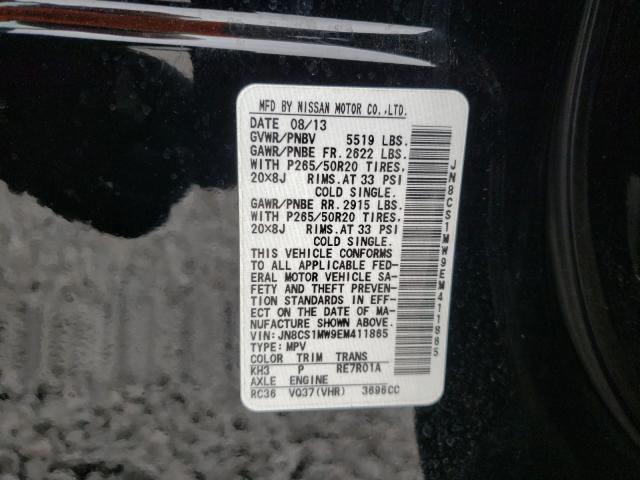 MFD BY NISSAN MOTOR CO.,LTD.
DATE 08/13
GVWR/PNBV 5519 LBS.
GAWR/PNBE FR. 2622 LBS.
WITH P265/50R20 TIRES,
20X8J RIMS.AT 33 PSI
COLD SINGLE.
GAWR/PNBE RR. 2915 LBS.
WITH P265/50R20 TIRES,
20X8J RIMS.AT 33 PSI
COLD SINGLE.
THIS VEHICLE CONFORMS
TO ALL APPLICABLE FED-
ERAL MOTOR VEHICLE SA-
FETY AND THEFT PREVEN-
TION STANDARDS IN EFF-
ECT ON THE DATE OF MA-
NUFACTURE SHOWN ABOVE.
VIN: JN8CS1MW9EM411865
TYPE: MPV
COLOR TRIM TRANS
KH3 P RE7R01A
AXLE ENGINE
RC36 VQ37(VHR) 3696CC
JN8CS1MW9EM411865